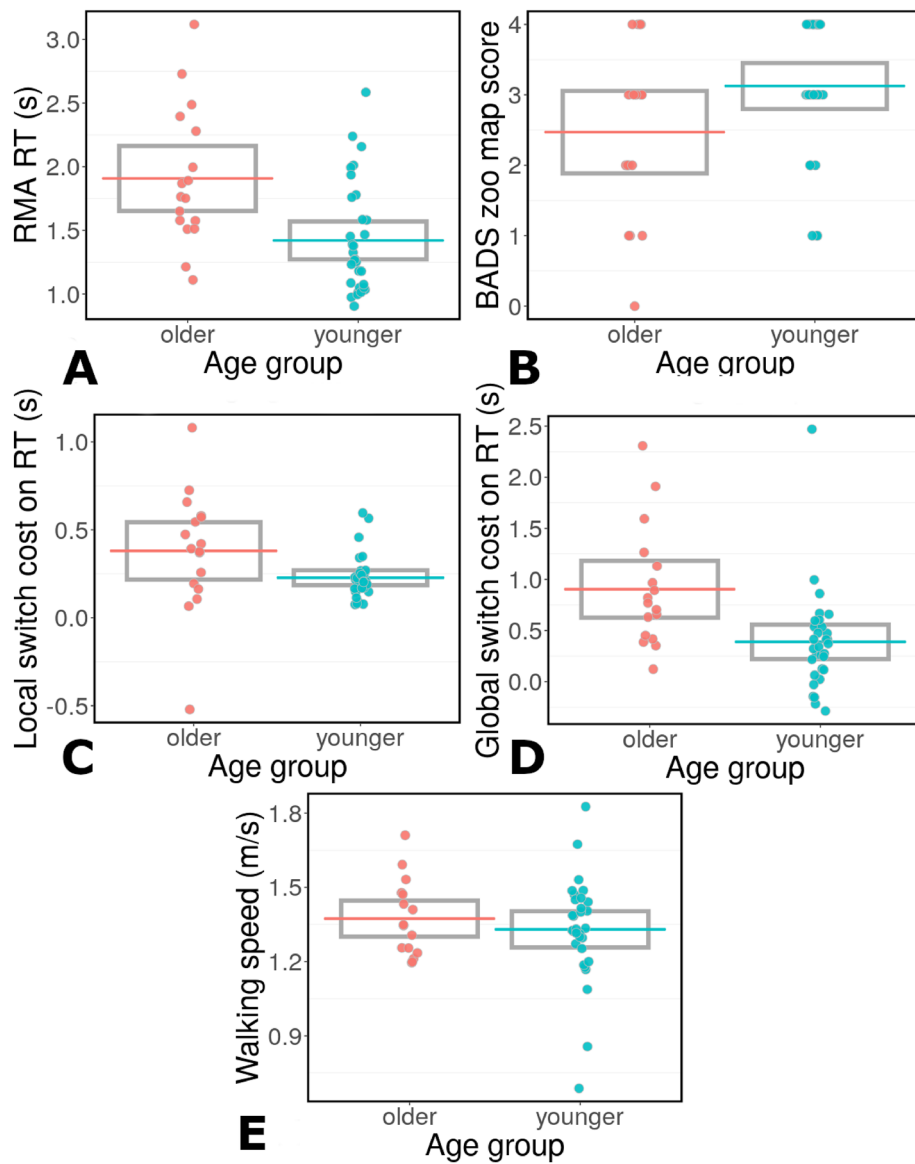 RMA RT (s)
3.0
2.5
2.0
1.5
1.0
older
younger
Age group
A
BADS zoo map score
4
3
2
1
0
older
younger
Age group
B
Local switch cost on RT (s)
1.0
0.5
0.0
-0.5
older
younger
Age group
C
Global switch cost on RT (s)
2.5
2.0
1.5
1.0
0.5
0.0
older
younger
Age group
D
Walking speed (m/s)
1.8
1.5
1.2
0.9
older
younger
Age group
E